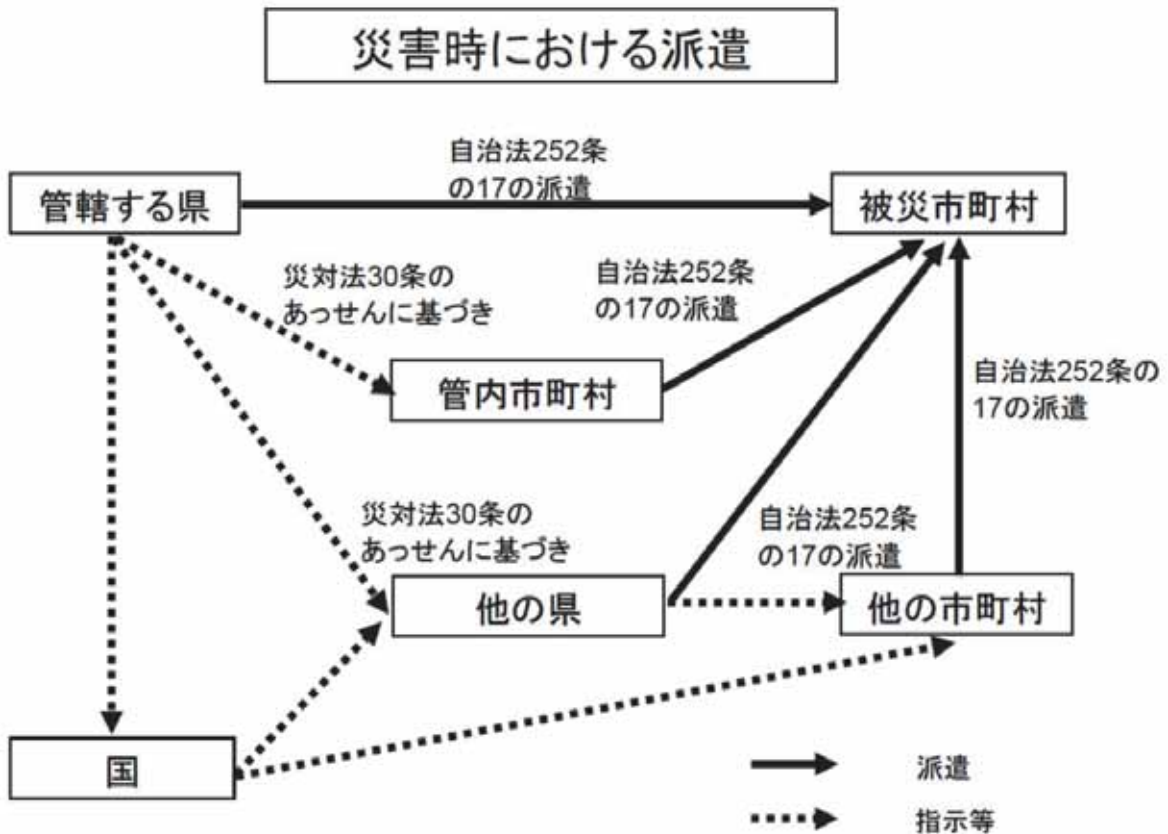 災害時における派遣
自治法252条
の17の派遣
管轄する県
被災市町村
災対法30条の
あっせんに基づき
自治法252条
の17の派遣
管内市町村
自治法252条の
17の派遣
災対法30条の
あっせんに基づき
自治法252条
の17の派遣
他の県
他の市町村
国
派遣
指示等